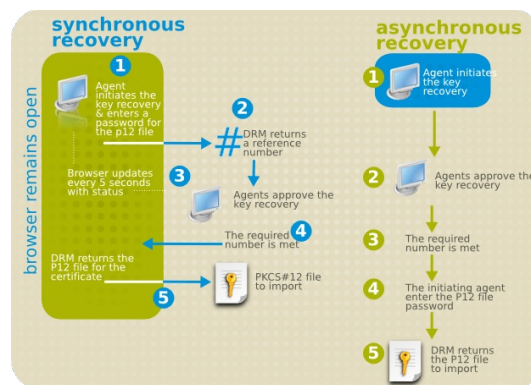 synchronous
recovery
browser remains open
1
Agent
initiates the
key recovery
& enters a
password for
the p12 file
2
#
DRM returns
a reference
number
Browser updates
every 5 seconds
with status
3
Agents approve the
key recovery
4
The required
number is met
DRM returns the
P12 file for the
certificate
5
PKCS#12 file
to import
asynchronous
recovery
1
Agent initiates
the key
recovery
2
Agents approve the
key recovery
3
The required
number is met
4
The initiating agent
enter the P12 file
password
5
DRM returns
the P12 file
to import